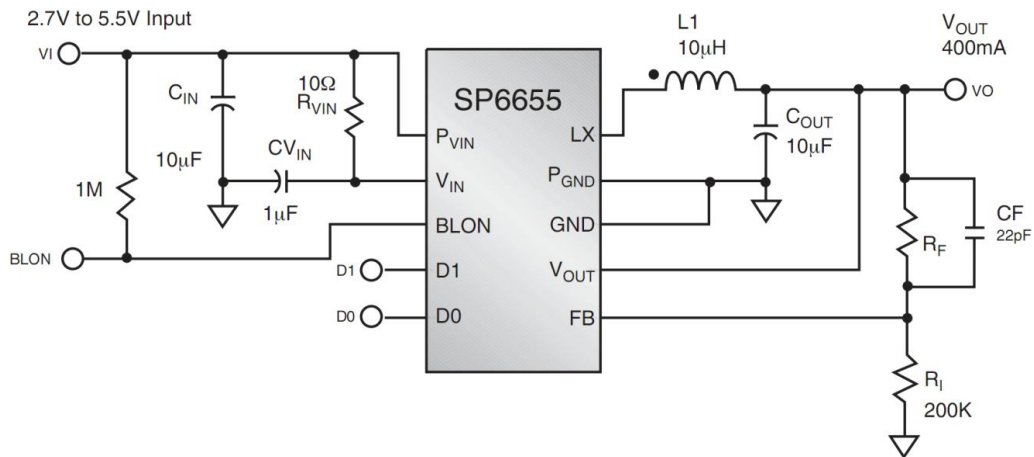 2.7V to 5.5V Input
VI
C_IN
10μF
10Ω
R_VIN
CV_IN
1μF
1M
BLON
D1
D0
SP6655
P_VIN
V_IN
BLON
D1
D0
LX
P_GND
GND
V_OUT
FB
L1
10μH
C_OUT
10μF
V_OUT
400mA
VO
R_F
CF
22pF
R_I
200K